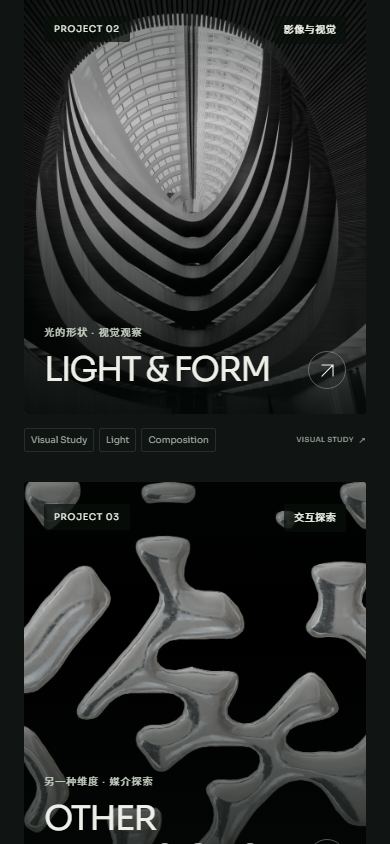 PROJECT 02
影像与视觉
光的形状 · 视觉观察
LIGHT & FORM
Visual Study
Light
Composition
VISUAL STUDY ↗
PROJECT 03
交互探索
另一种维度 · 媒介探索
OTHER